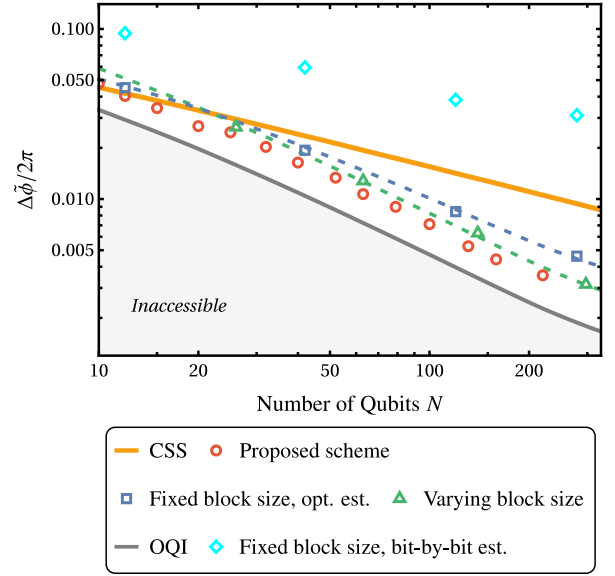 0.100
0.050
0.010
0.005
Δϕ̃/2π
Inaccessible
10 20 50 100 200
Number of Qubits N
CSS Proposed scheme
Fixed block size, opt. est. Varying block size
OQI Fixed block size, bit-by-bit est.